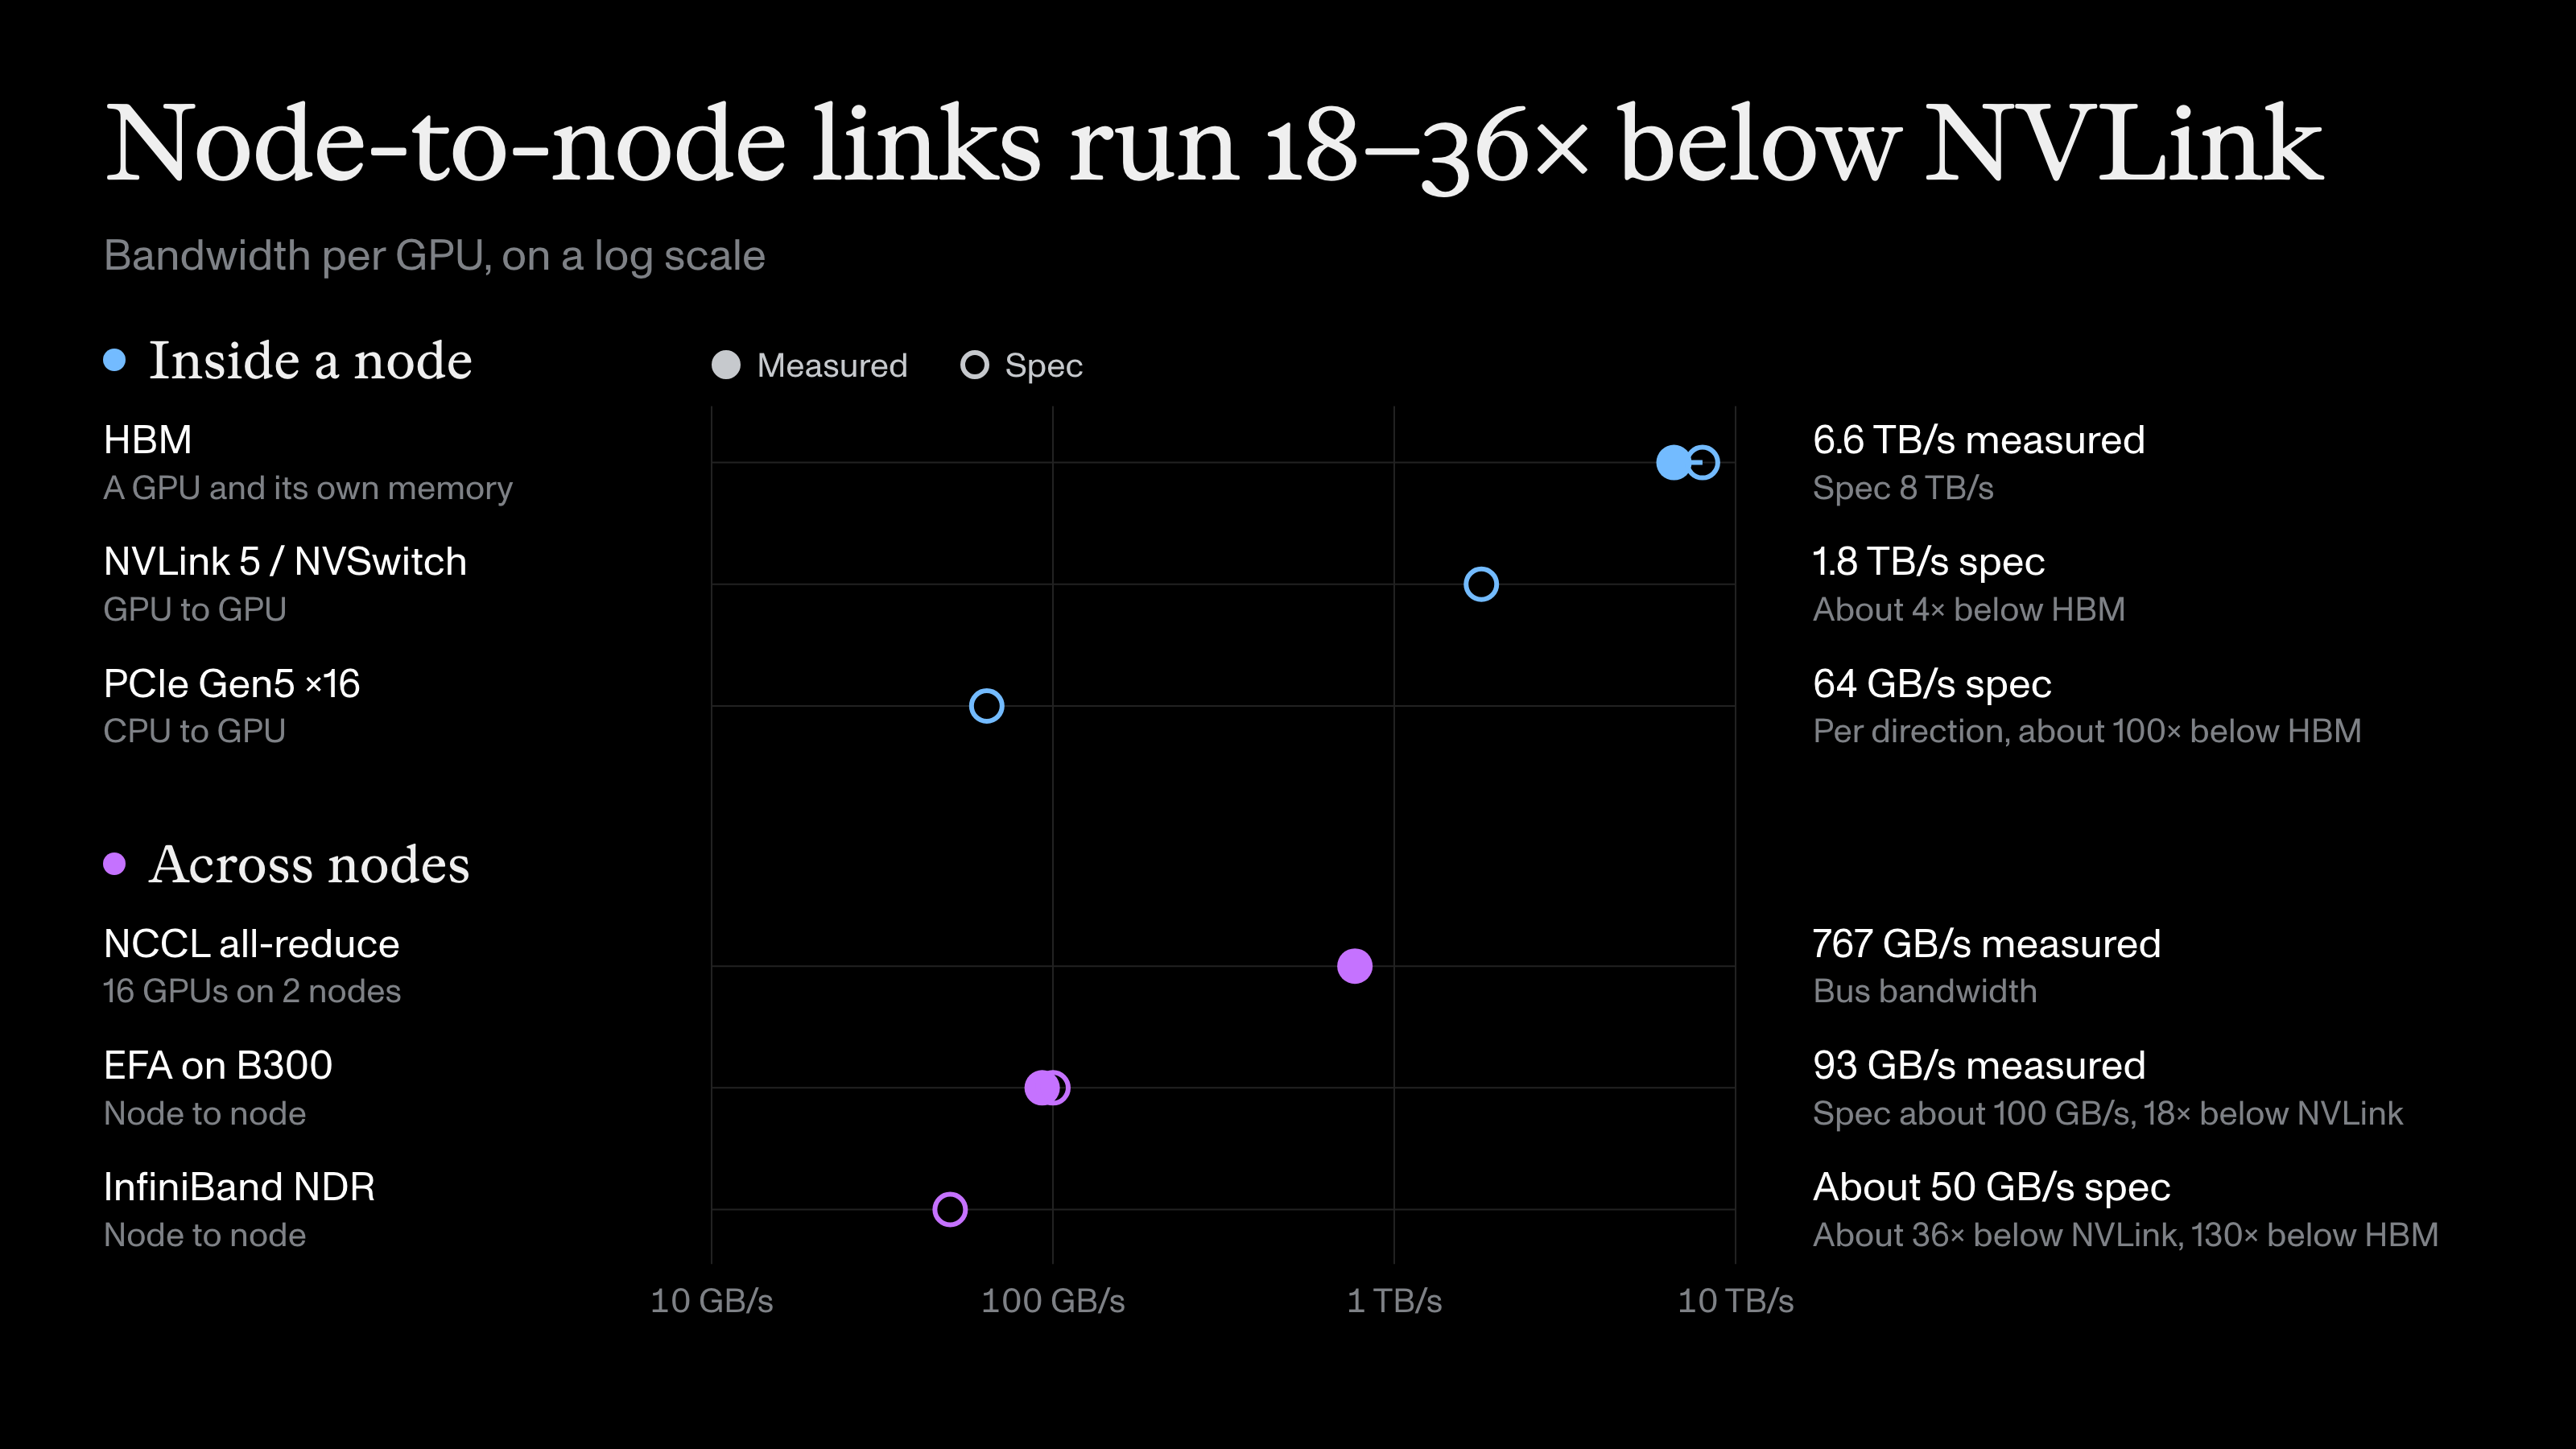 Node-to-node links run 18–36× below NVLink
Bandwidth per GPU, on a log scale
Inside a node
Measured
Spec
HBM
A GPU and its own memory
6.6 TB/s measured
Spec 8 TB/s
NVLink 5 / NVSwitch
GPU to GPU
1.8 TB/s spec
About 4× below HBM
PCIe Gen5 ×16
CPU to GPU
64 GB/s spec
Per direction, about 100× below HBM
Across nodes
NCCL all-reduce
16 GPUs on 2 nodes
767 GB/s measured
Bus bandwidth
EFA on B300
Node to node
93 GB/s measured
Spec about 100 GB/s, 18× below NVLink
InfiniBand NDR
Node to node
About 50 GB/s spec
About 36× below NVLink, 130× below HBM
10 GB/s
100 GB/s
1 TB/s
10 TB/s